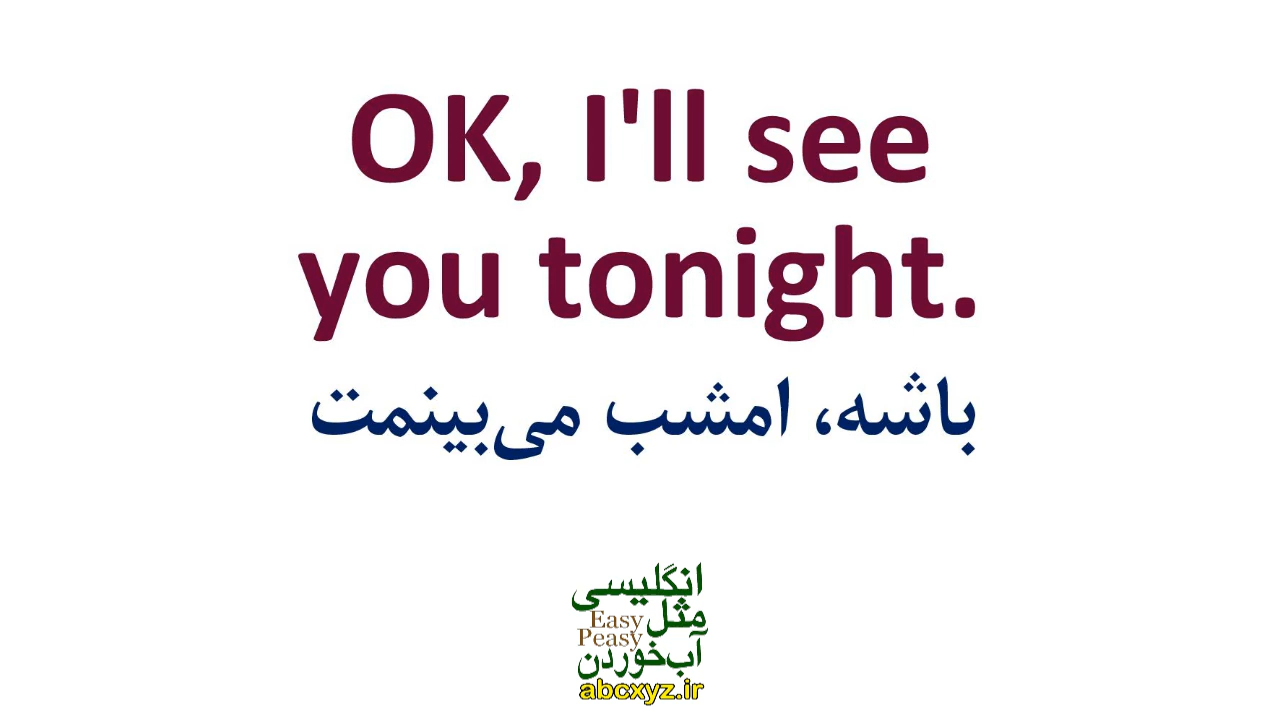 OK, I'll see
you tonight.
باشه، امشب می‌بینمت
انگلیسی
مثل
Easy
Peasy
آب‌خوردن
abcxyz.ir